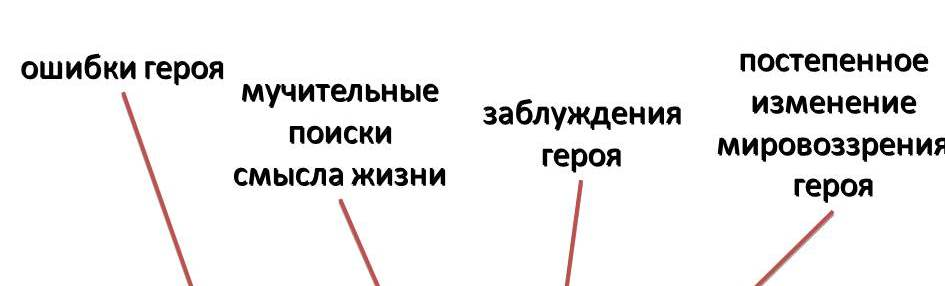 ошибки героя
мучительные
поиски
смысла жизни
заблуждения
героя
постепенное
изменение
мировоззрения
героя